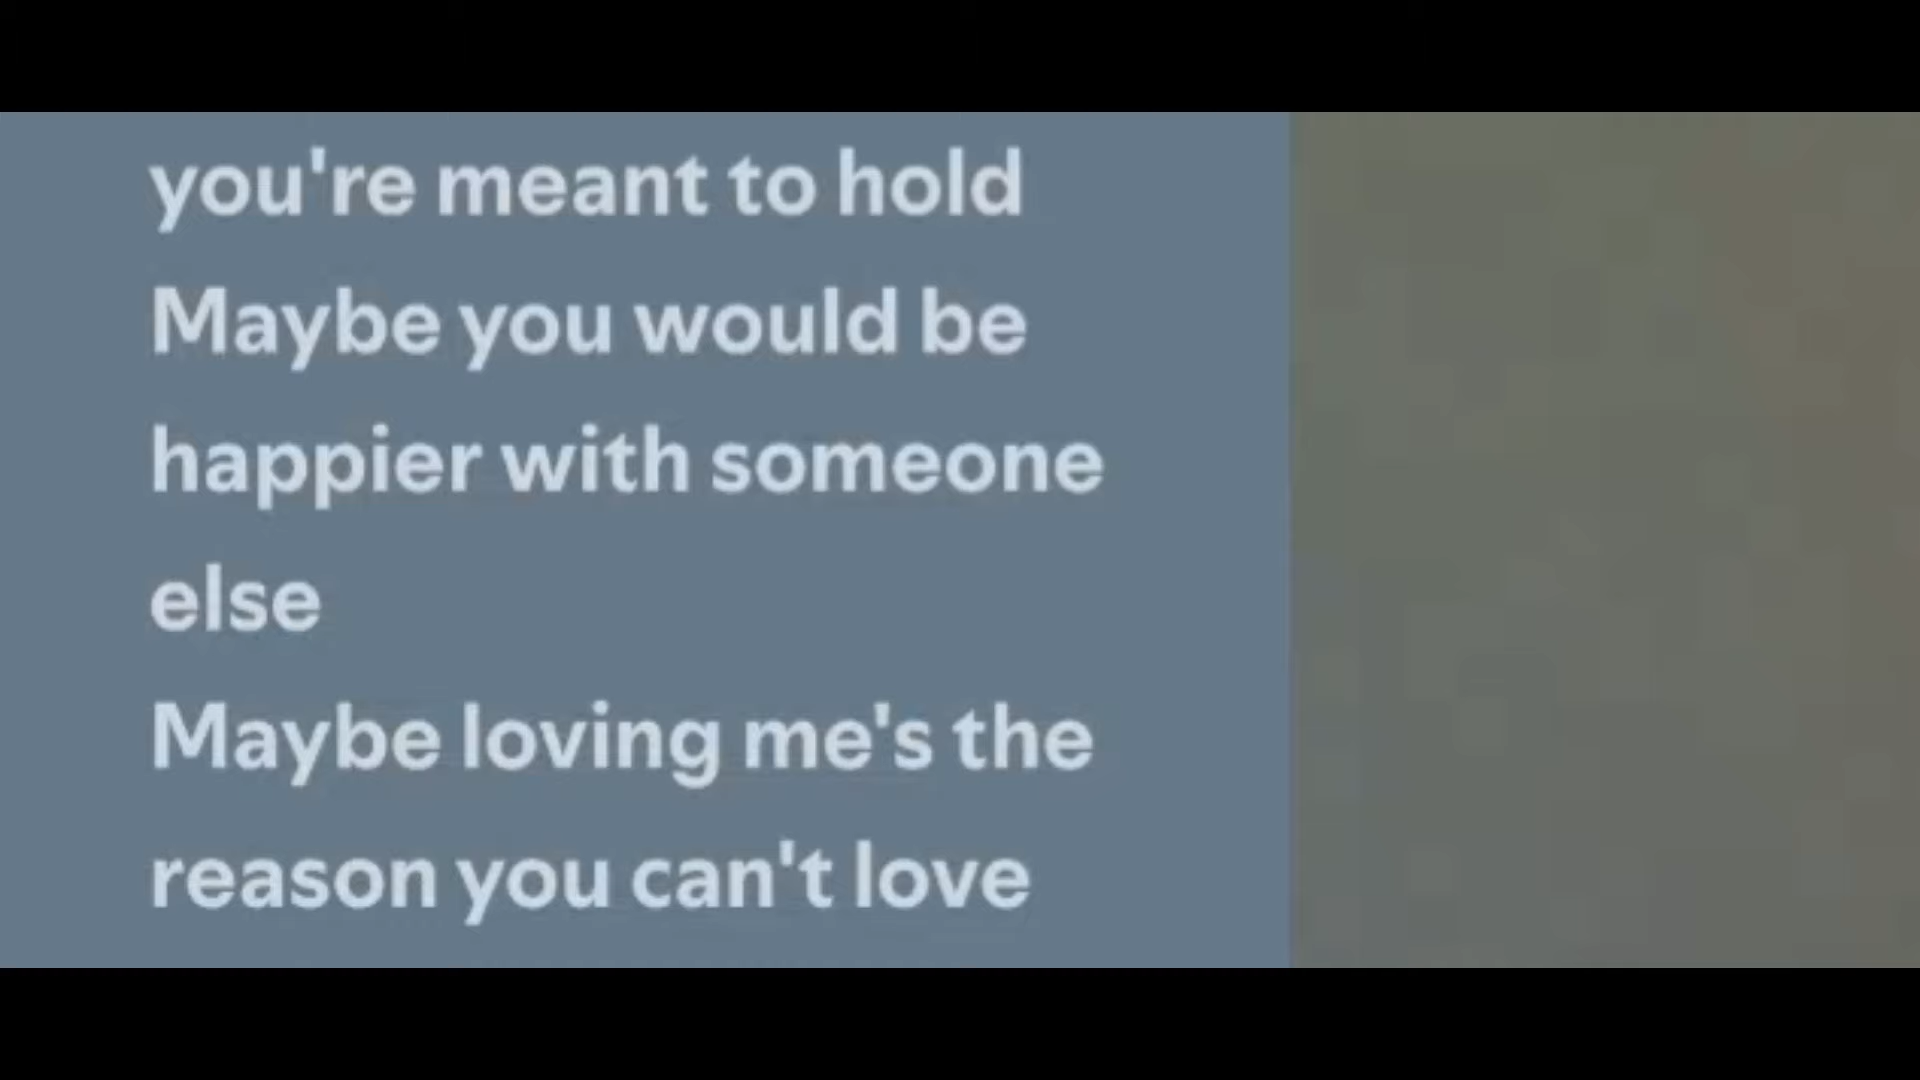 you're meant to hold
Maybe you would be
happier with someone
else
Maybe loving me's the
reason you can't love